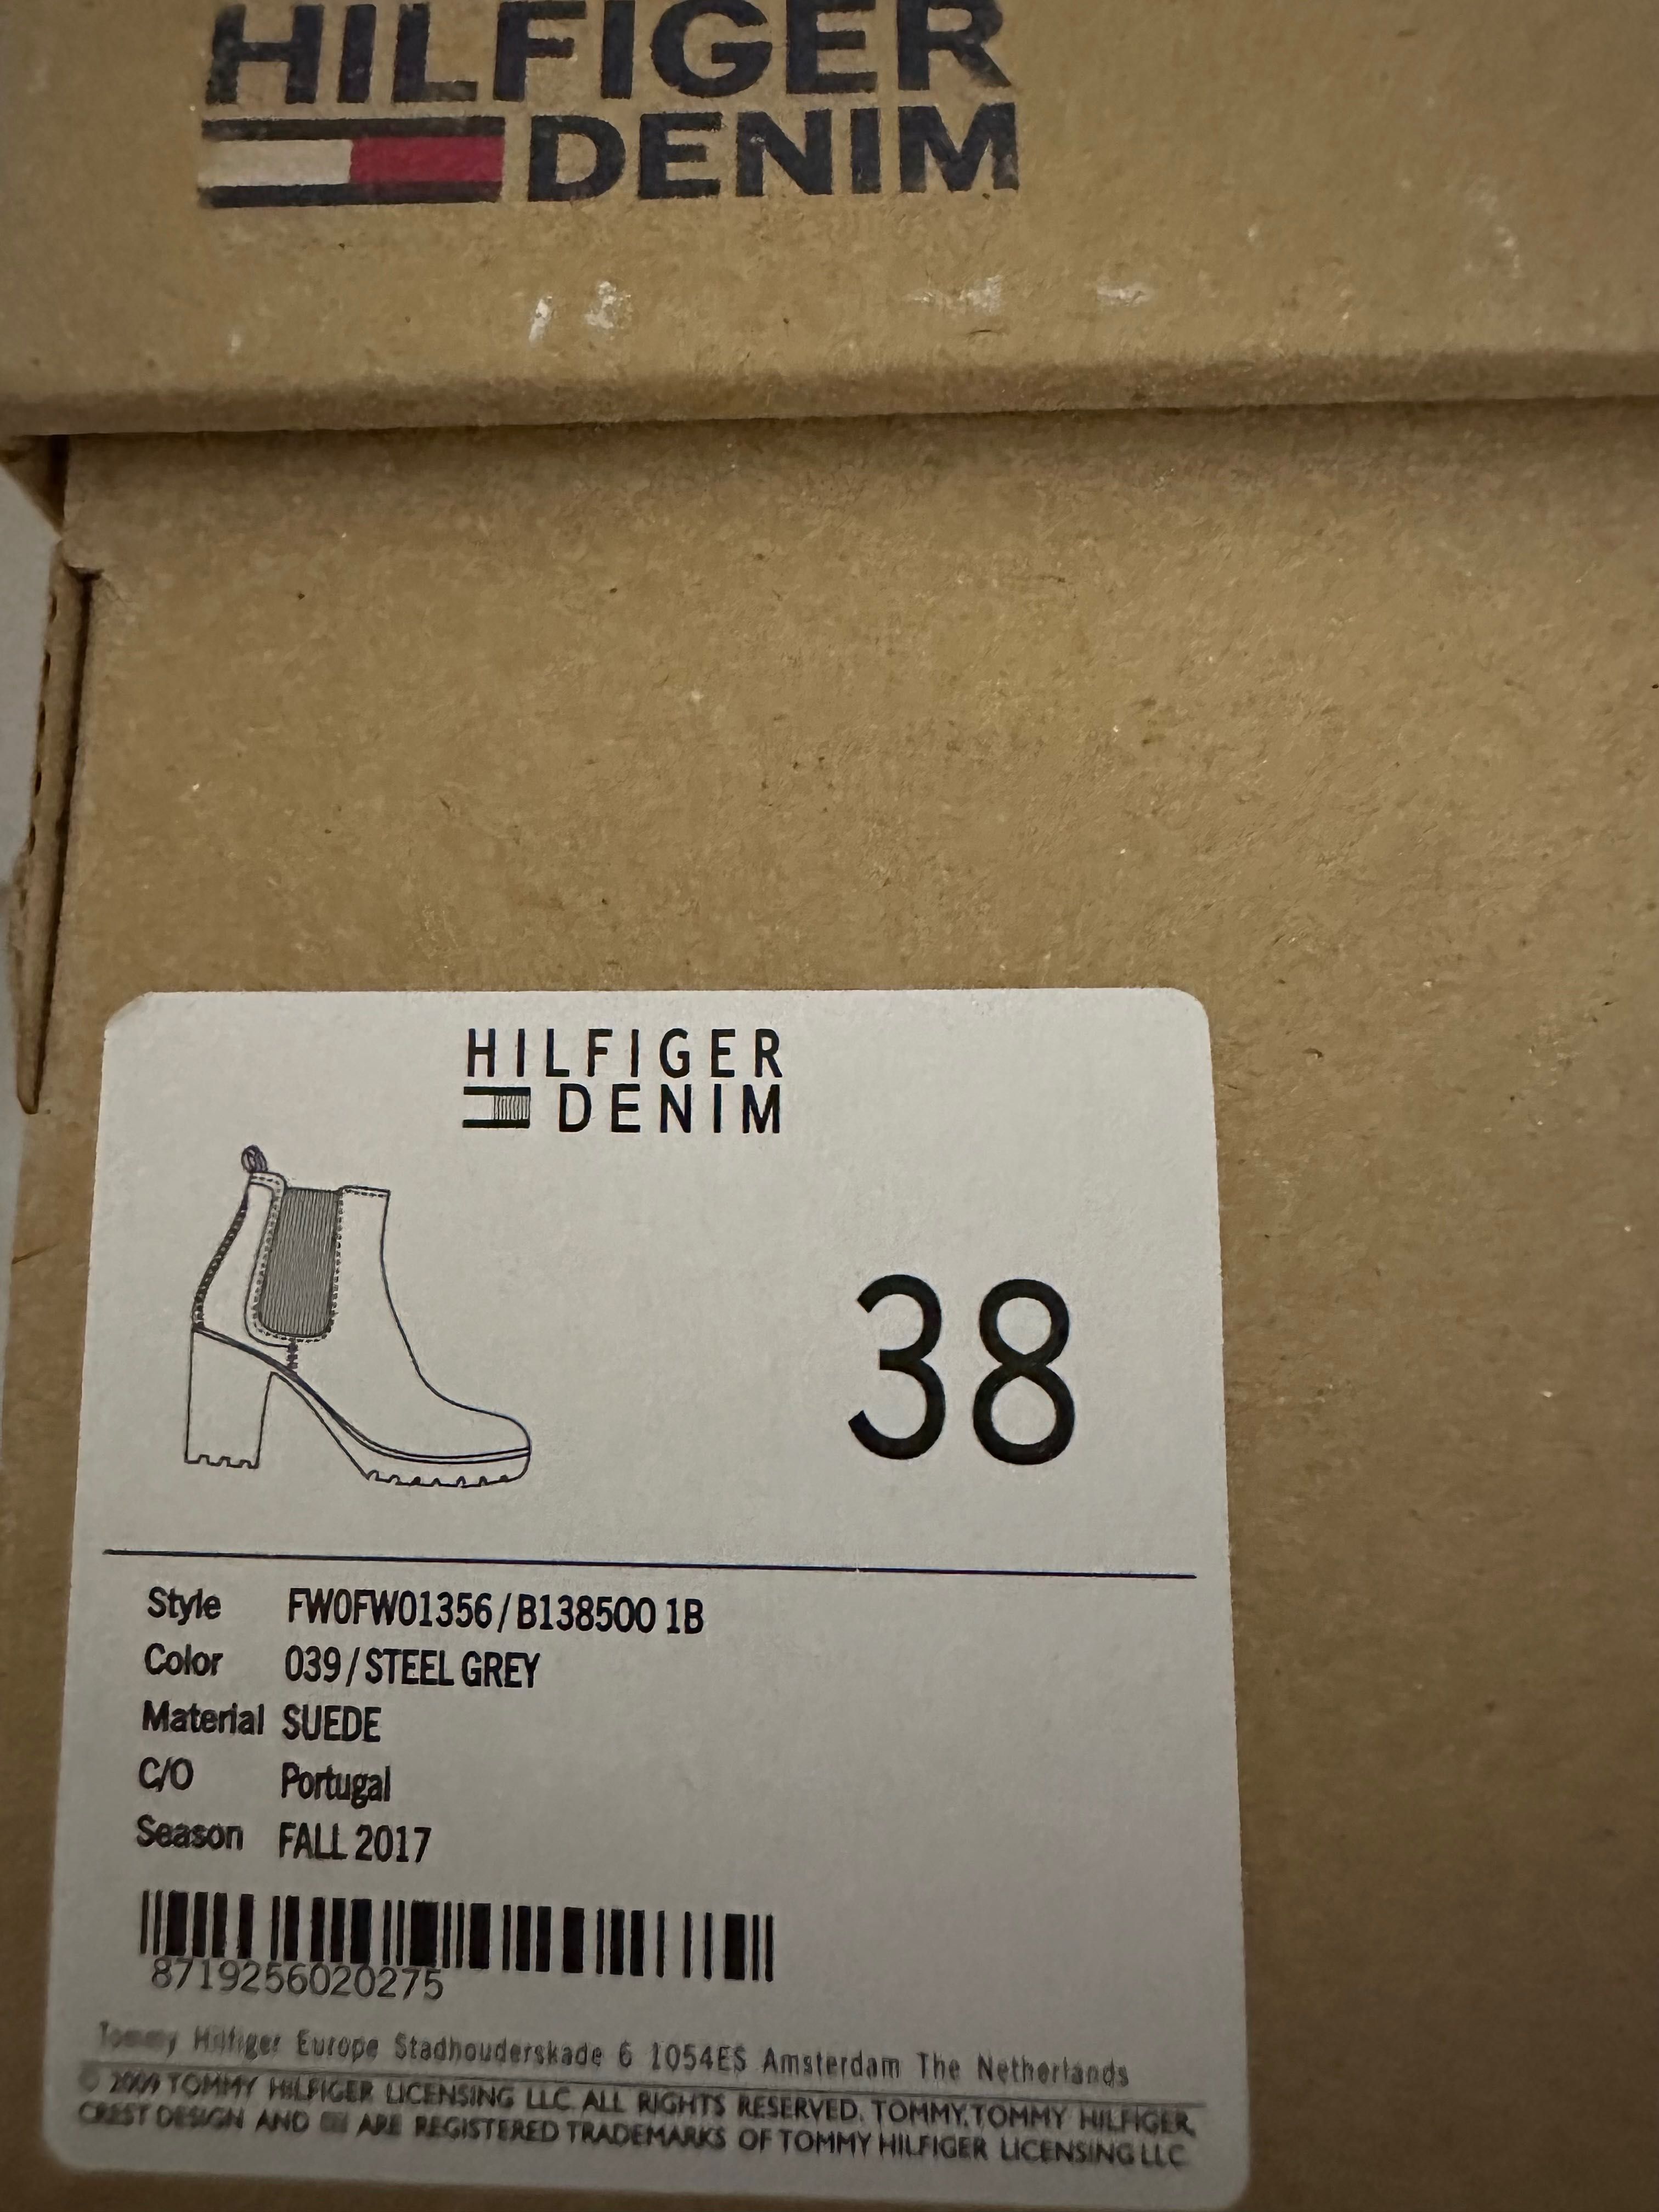 HILFIGER
DENIM
HILFIGER
DENIM
38
Style FW0FW01356/B138500 1B
Color 039/STEEL GREY
Material SUEDE
C/O Portugal
Season FALL 2017
8719256020275
Tommy Hilfiger Europe Stadhouderskade 6 1054ES Amsterdam The Netherlands
© 2009 TOMMY HILFIGER LICENSING LLC. ALL RIGHTS RESERVED. TOMMY,TOMMY HILFIGER,
CREST DESIGN AND ARE REGISTERED TRADEMARKS OF TOMMY HILFIGER LICENSING LLC